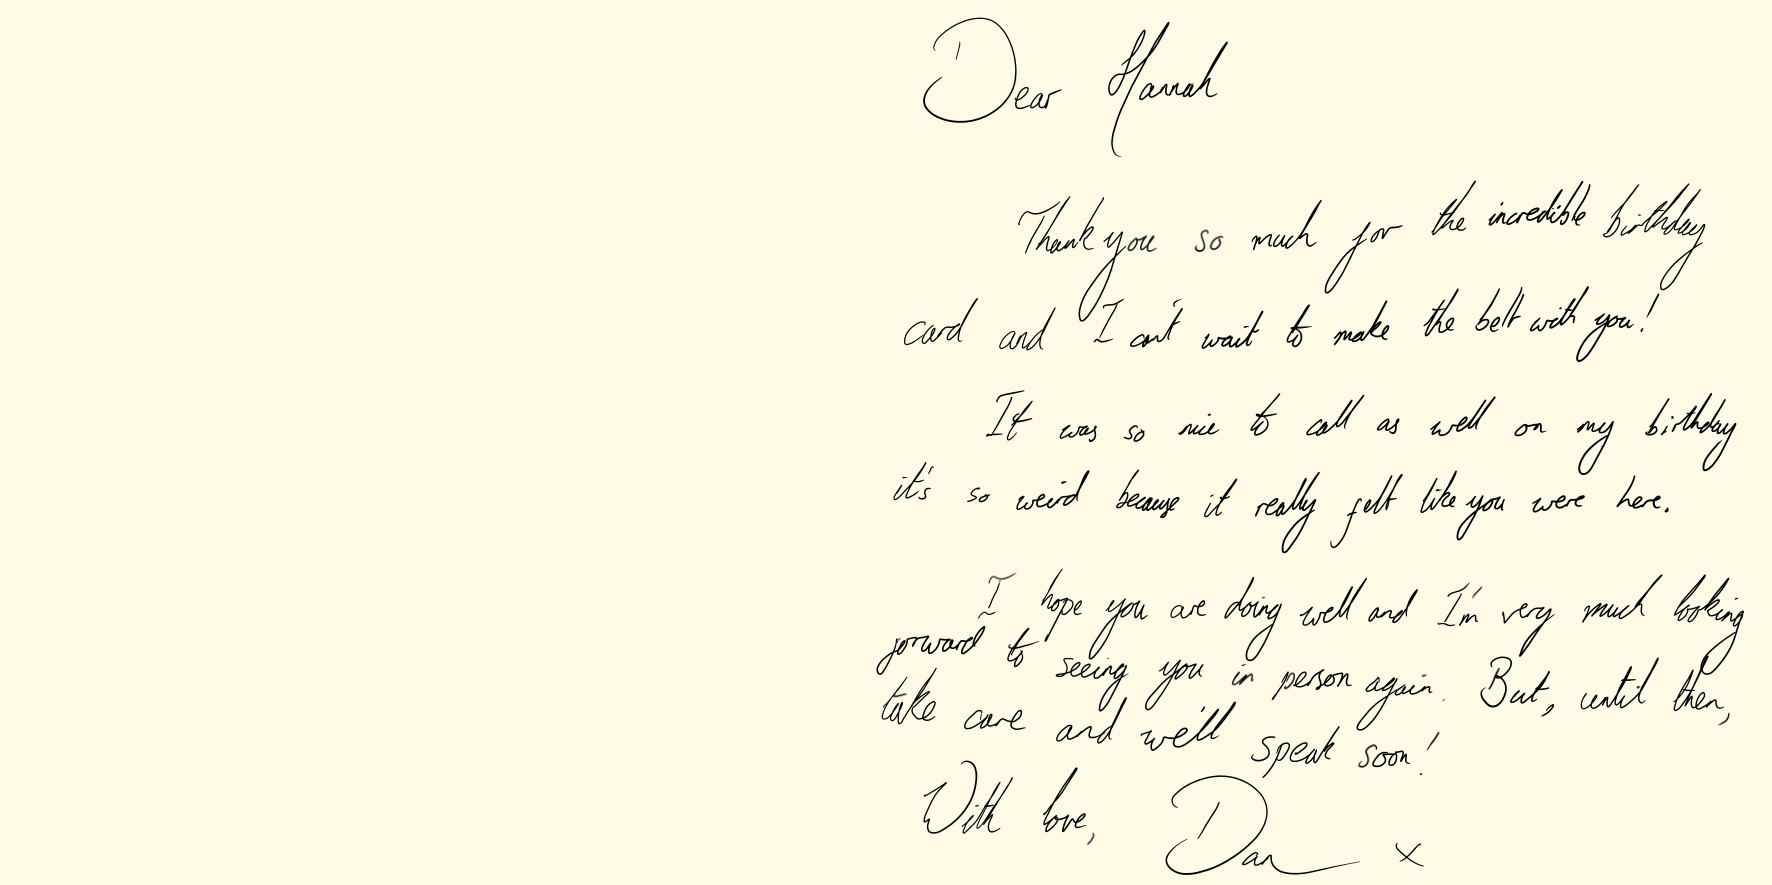 Dear Hannah
Thank you so much for the incredible birthday
card and I can't wait to make the belt with you!
It was so nice to call as well on my birthday
it's so weird because it really felt like you were here.
I hope you are doing well and I'm very much looking
forward to seeing you in person again. But, until then,
take care and we'll speak soon!
With love, Dan x